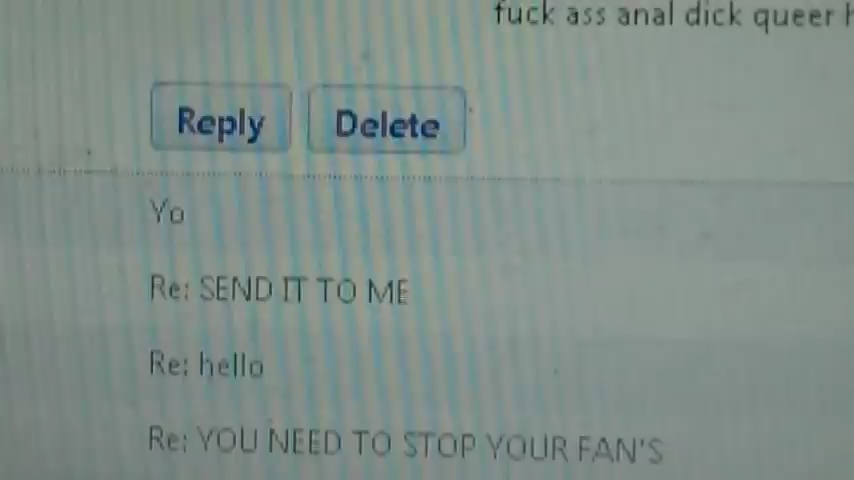 fuck ass anal dick queer
Reply Delete
Yo
Re: SEND IT TO ME
Re: hello
Re: YOU NEED TO STOP YOUR FAN'S